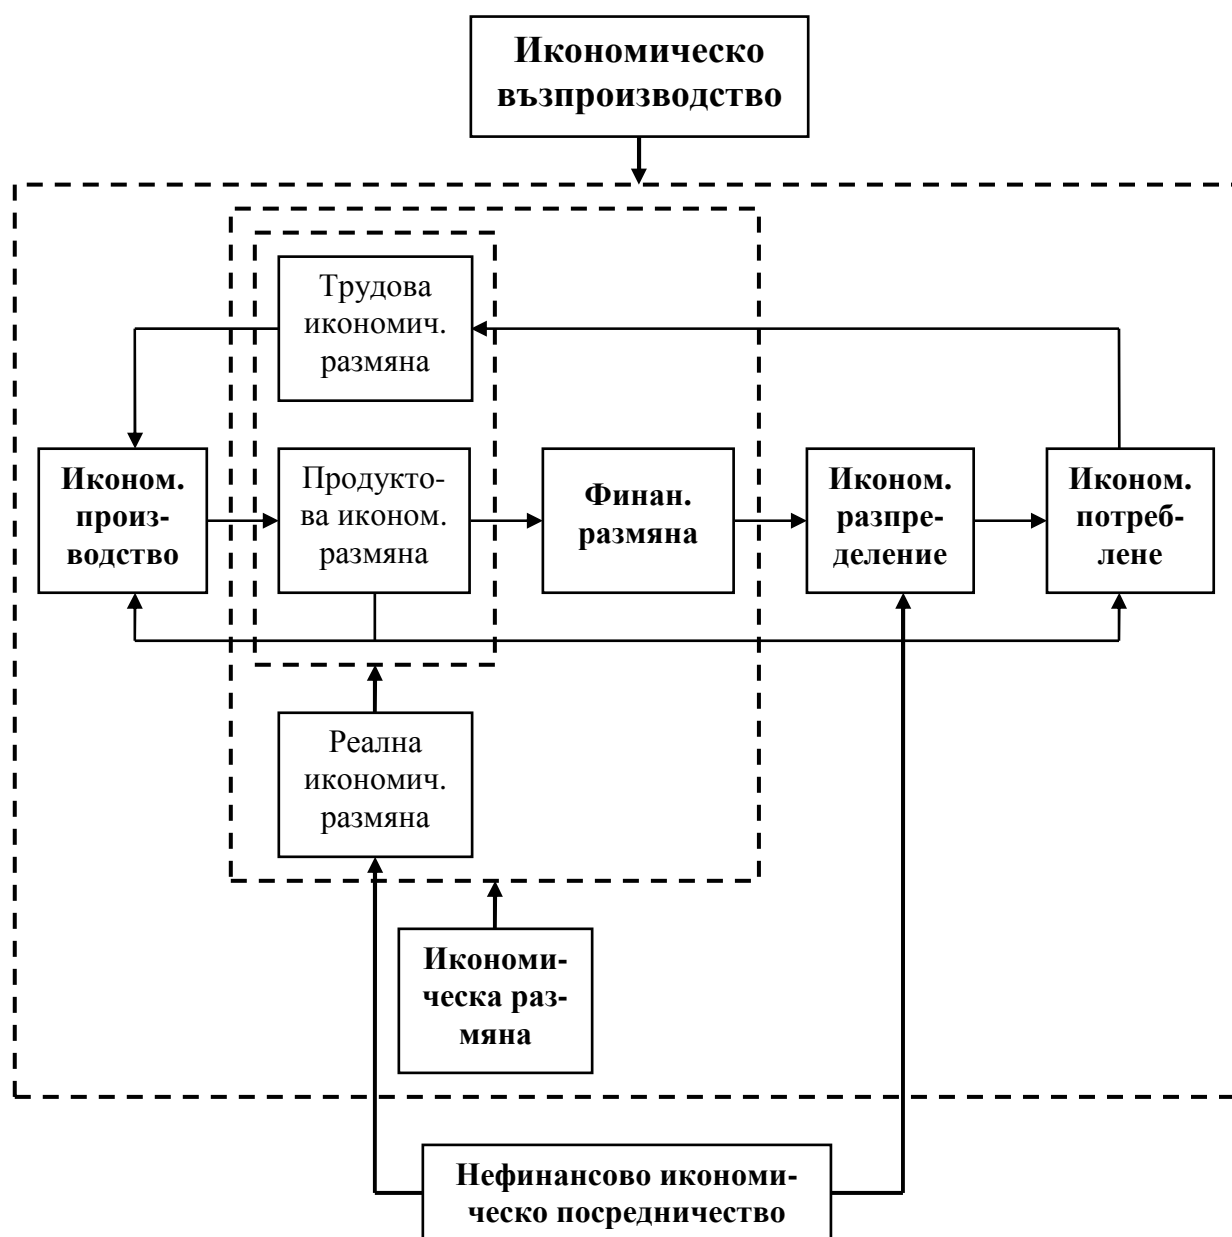 Икономическо
възпроизводство
Трудова
икономич.
размяна
Иконом.
произ-
водство
Продукто-
ва иконом.
размяна
Финан.
размяна
Иконом.
разпре-
деление
Иконом.
потреб-
лене
Реална
икономич.
размяна
Икономи-
ческа раз-
мяна
Нефинансово икономи-
ческо посредничество